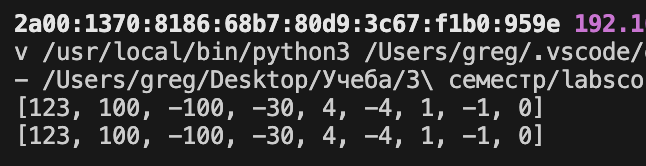 2a00:1370:8186:68b7:80d9:3c67:f1b0:959e 192.1
v /usr/local/bin/python3 /Users/greg/.vscode/
- /Users/greg/Desktop/Учеба/3\ семестр/labsco
[123, 100, -100, -30, 4, -4, 1, -1, 0]
[123, 100, -100, -30, 4, -4, 1, -1, 0]